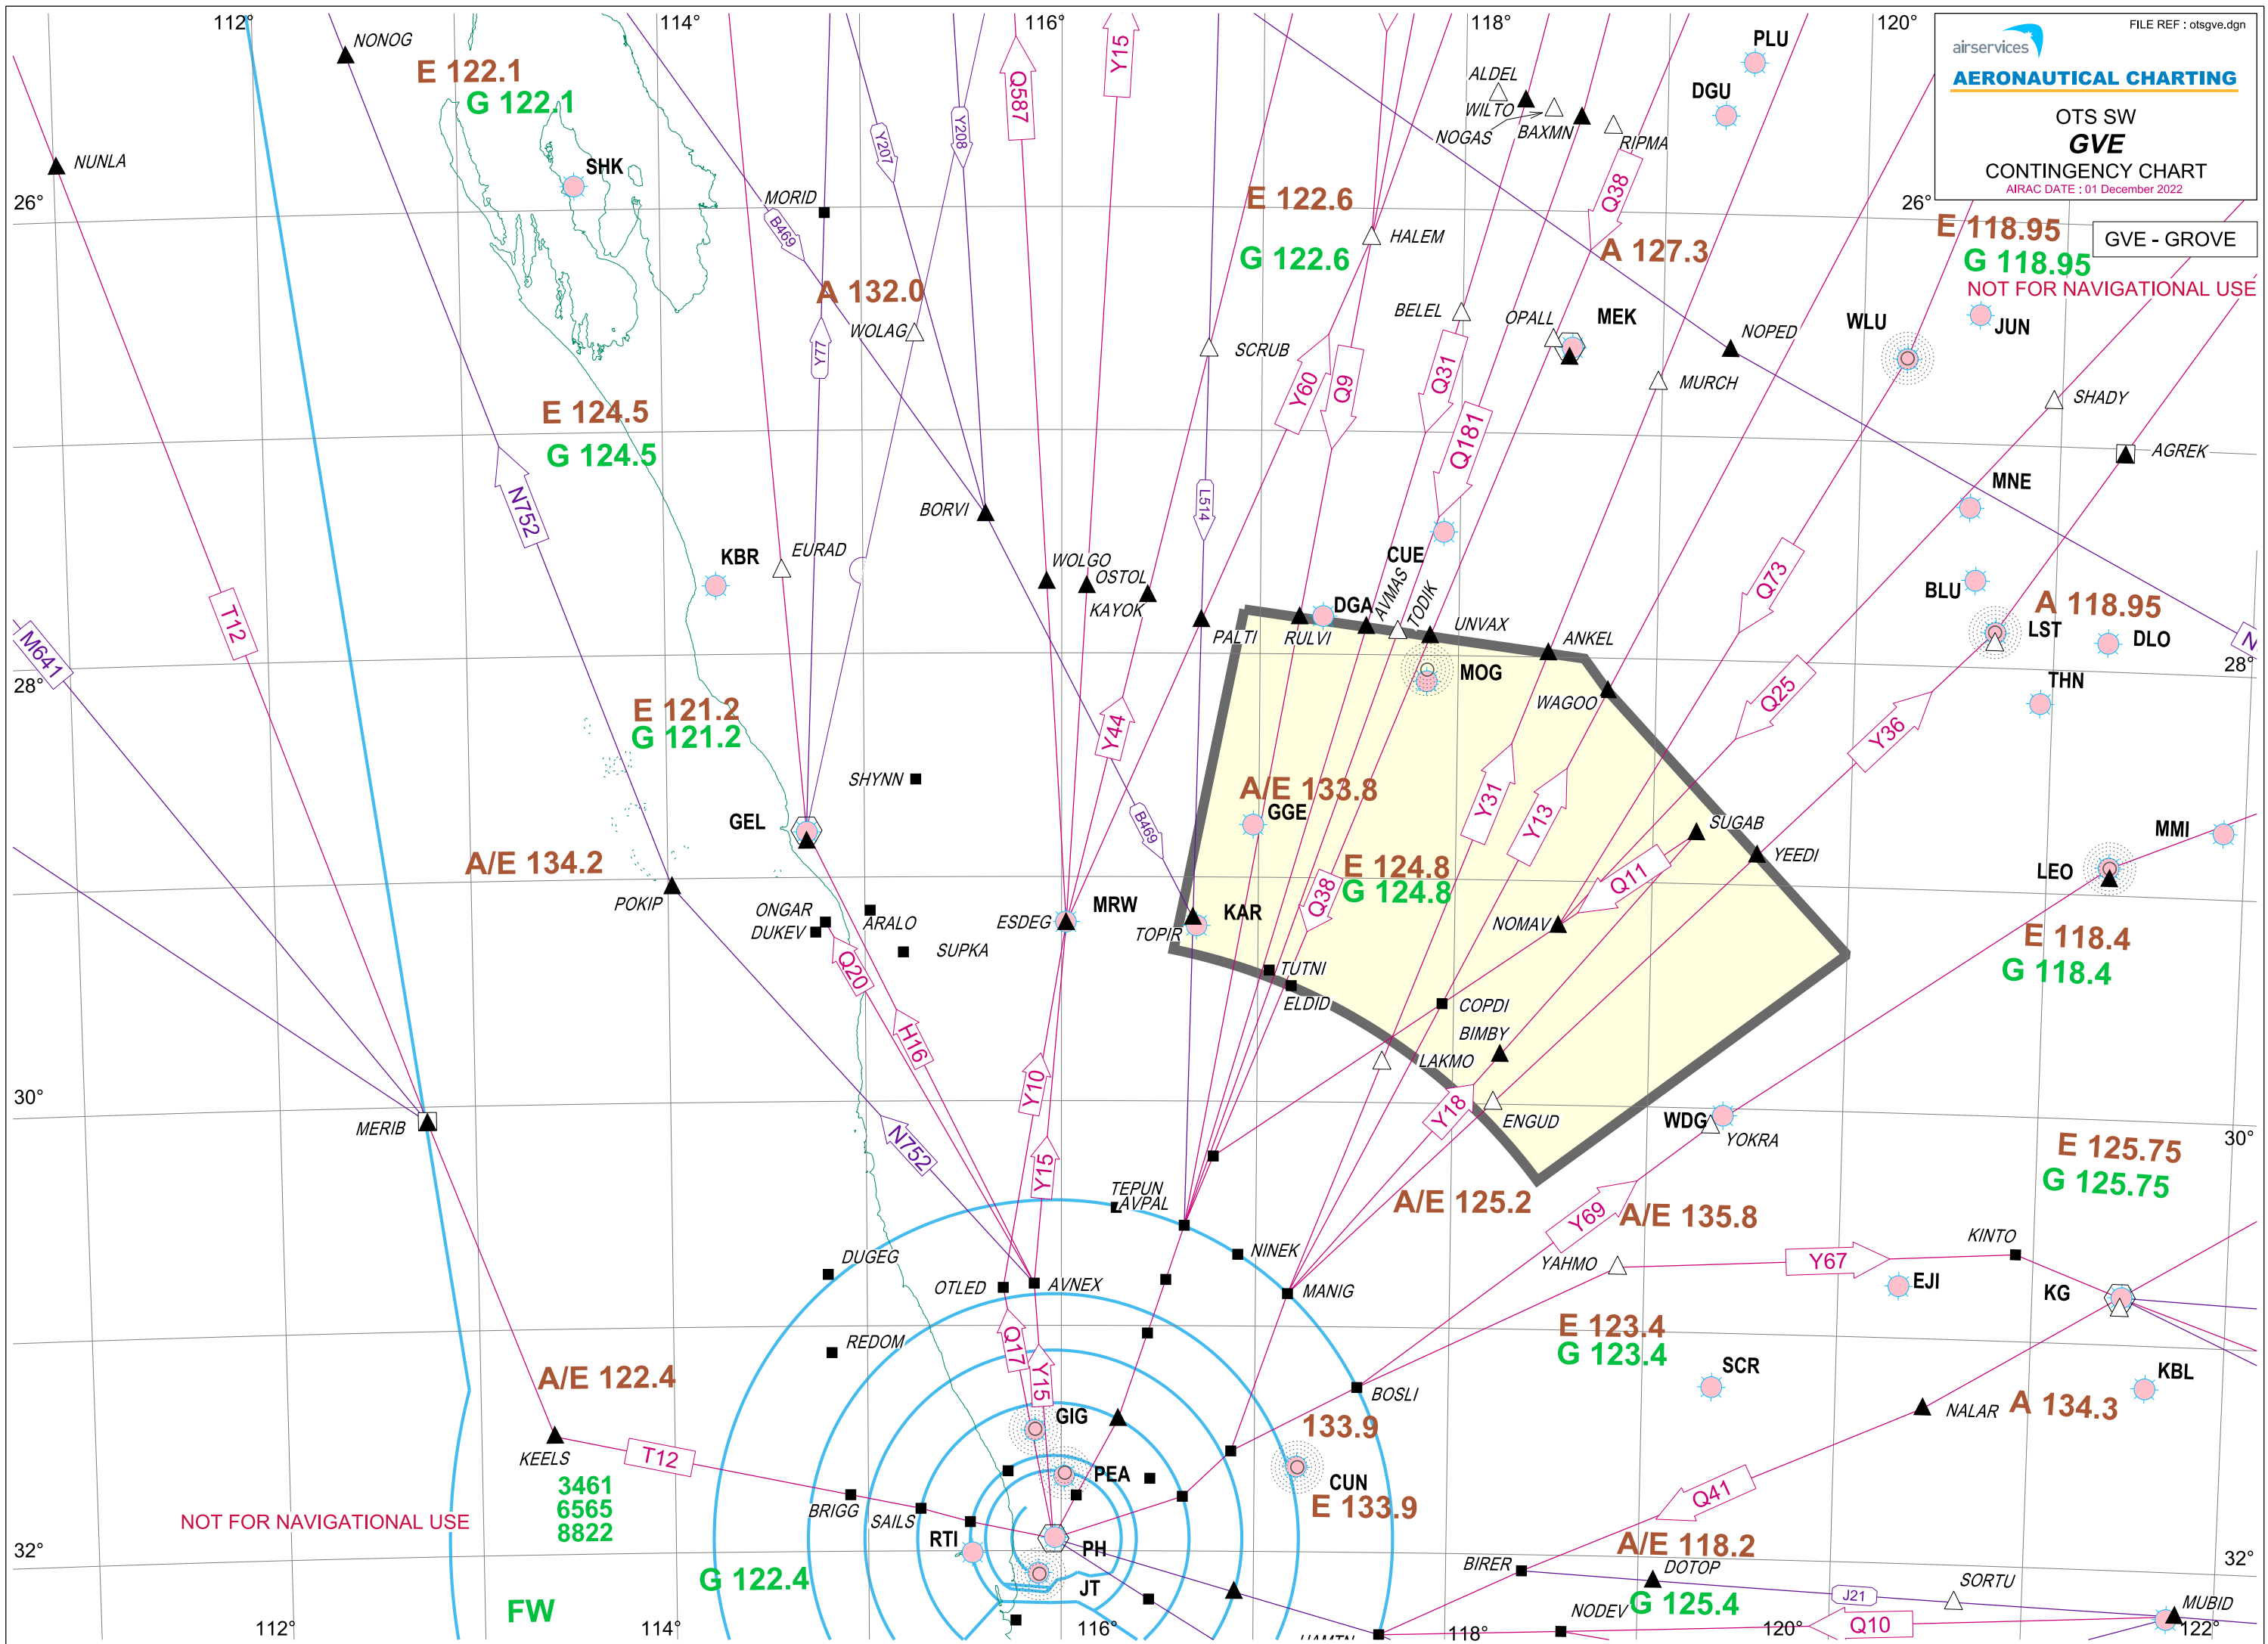 112°
114°
116°
118°
120°
FILE REF : otsgve.dgn
airservices
AERONAUTICAL CHARTING
OTS SW
GVE
CONTINGENCY CHART
AIRAC DATE : 01 December 2022
GVE - GROVE
NOT FOR NAVIGATIONAL USE
NONOG
E 122.1
G 122.1
NUNLA
SHK
26°
MORID
B469
Y207
Y208
Q587
Y15
A 132.0
WOLAG
Y77
E 122.6
G 122.6
HALEM
SCRUB
ALDEL
WILTO
NOGAS
BAXMN
RIPMA
PLU
DGU
Q38
A 127.3
26°
E 118.95
G 118.95
JUN
WLU
BELEL
OPALL
MEK
NOPED
MURCH
SHADY
AGREK
Y60
Q9
Q31
Q181
L514
E 124.5
G 124.5
N752
BORVI
KBR
EURAD
WOLGO
OSTOL
KAYOK
CUE
DGA
AVMAS
TODIK
PALTI
RULVI
UNVAX
ANKEL
MOG
WAGOO
Q73
MNE
BLU
A 118.95
LST
DLO
THN
N
28°
28°
T12
M641
E 121.2
G 121.2
Y44
Q25
Y36
SHYNN
GEL
A/E 133.8
GGE
B469
Y31
Y13
SUGAB
YEEDI
MMI
LEO
A/E 134.2
POKIP
E 124.8
G 124.8
Q11
Q38
ONGAR
DUKEV
ARALO
SUPKA
ESDEG
MRW
TOPIR
KAR
NOMAV
E 118.4
G 118.4
Q20
H16
TUTNI
ELDID
COPDI
BIMBY
LAKMO
30°
MERIB
Y10
Y15
N752
Y18
ENGUD
WDG
YOKRA
30°
E 125.75
G 125.75
TEPUN
AVPAL
A/E 125.2
Y69
A/E 135.8
DUGEG
OTLED
AVNEX
NINEK
MANIG
YAHMO
Y67
KINTO
EJI
KG
REDOM
Q17
Y15
E 123.4
G 123.4
SCR
KBL
A/E 122.4
BOSLI
NALAR
A 134.3
GIG
133.9
KEELS
T12
PEA
CUN
E 133.9
Q41
3461
6565
8822
NOT FOR NAVIGATIONAL USE
BRIGG
SAILS
RTI
PH
JT
32°
32°
G 122.4
FW
A/E 118.2
BIRER
DOTOP
G 125.4
NODEV
J21
SORTU
MUBID
Q10
HAMTN
112°
114°
116°
118°
120°
122°